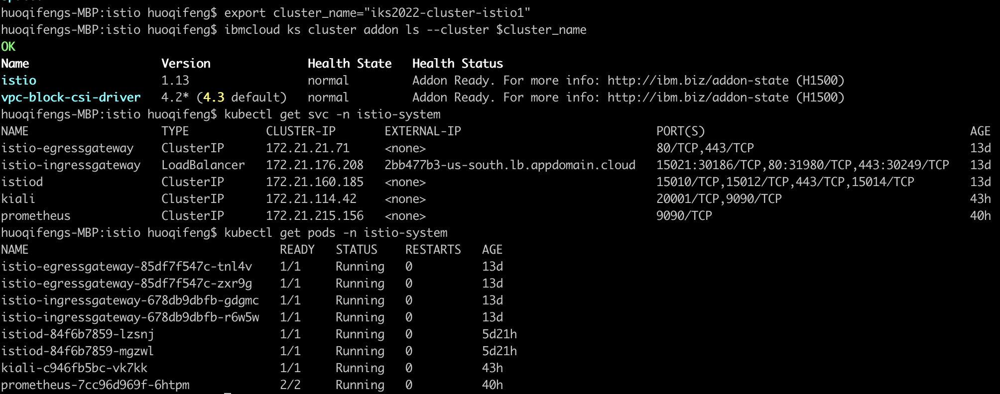 huoqifengs-MBP:istio huoqifeng$ export cluster_name="iks2022-cluster-istio1"
huoqifengs-MBP:istio huoqifeng$ ibmcloud ks cluster addon ls --cluster $cluster_name
OK
Name                   Version              Health State   Health Status
istio                  1.13                 normal         Addon Ready. For more info: http://ibm.biz/addon-state (H1500)
vpc-block-csi-driver   4.2* (4.3 default)   normal         Addon Ready. For more info: http://ibm.biz/addon-state (H1500)
huoqifengs-MBP:istio huoqifeng$ kubectl get svc -n istio-system
NAME                   TYPE           CLUSTER-IP       EXTERNAL-IP                            PORT(S)                                      AGE
istio-egressgateway    ClusterIP      172.21.21.71     <none>                                 80/TCP,443/TCP                               13d
istio-ingressgateway   LoadBalancer   172.21.176.208   2bb477b3-us-south.lb.appdomain.cloud   15021:30186/TCP,80:31980/TCP,443:30249/TCP   13d
istiod                 ClusterIP      172.21.160.185   <none>                                 15010/TCP,15012/TCP,443/TCP,15014/TCP        13d
kiali                  ClusterIP      172.21.114.42    <none>                                 20001/TCP,9090/TCP                           43h
prometheus             ClusterIP      172.21.215.156   <none>                                 9090/TCP                                     40h
huoqifengs-MBP:istio huoqifeng$ kubectl get pods -n istio-system
NAME                                    READY   STATUS    RESTARTS   AGE
istio-egressgateway-85df7f547c-tnl4v    1/1     Running   0          13d
istio-egressgateway-85df7f547c-zxr9g    1/1     Running   0          13d
istio-ingressgateway-678db9dbfb-gdgmc   1/1     Running   0          13d
istio-ingressgateway-678db9dbfb-r6w5w   1/1     Running   0          13d
istiod-84f6b7859-lzsnj                  1/1     Running   0          5d21h
istiod-84f6b7859-mgzwl                  1/1     Running   0          5d21h
kiali-c946fb5bc-vk7kk                   1/1     Running   0          43h
prometheus-7cc96d969f-6htpm             2/2     Running   0          40h